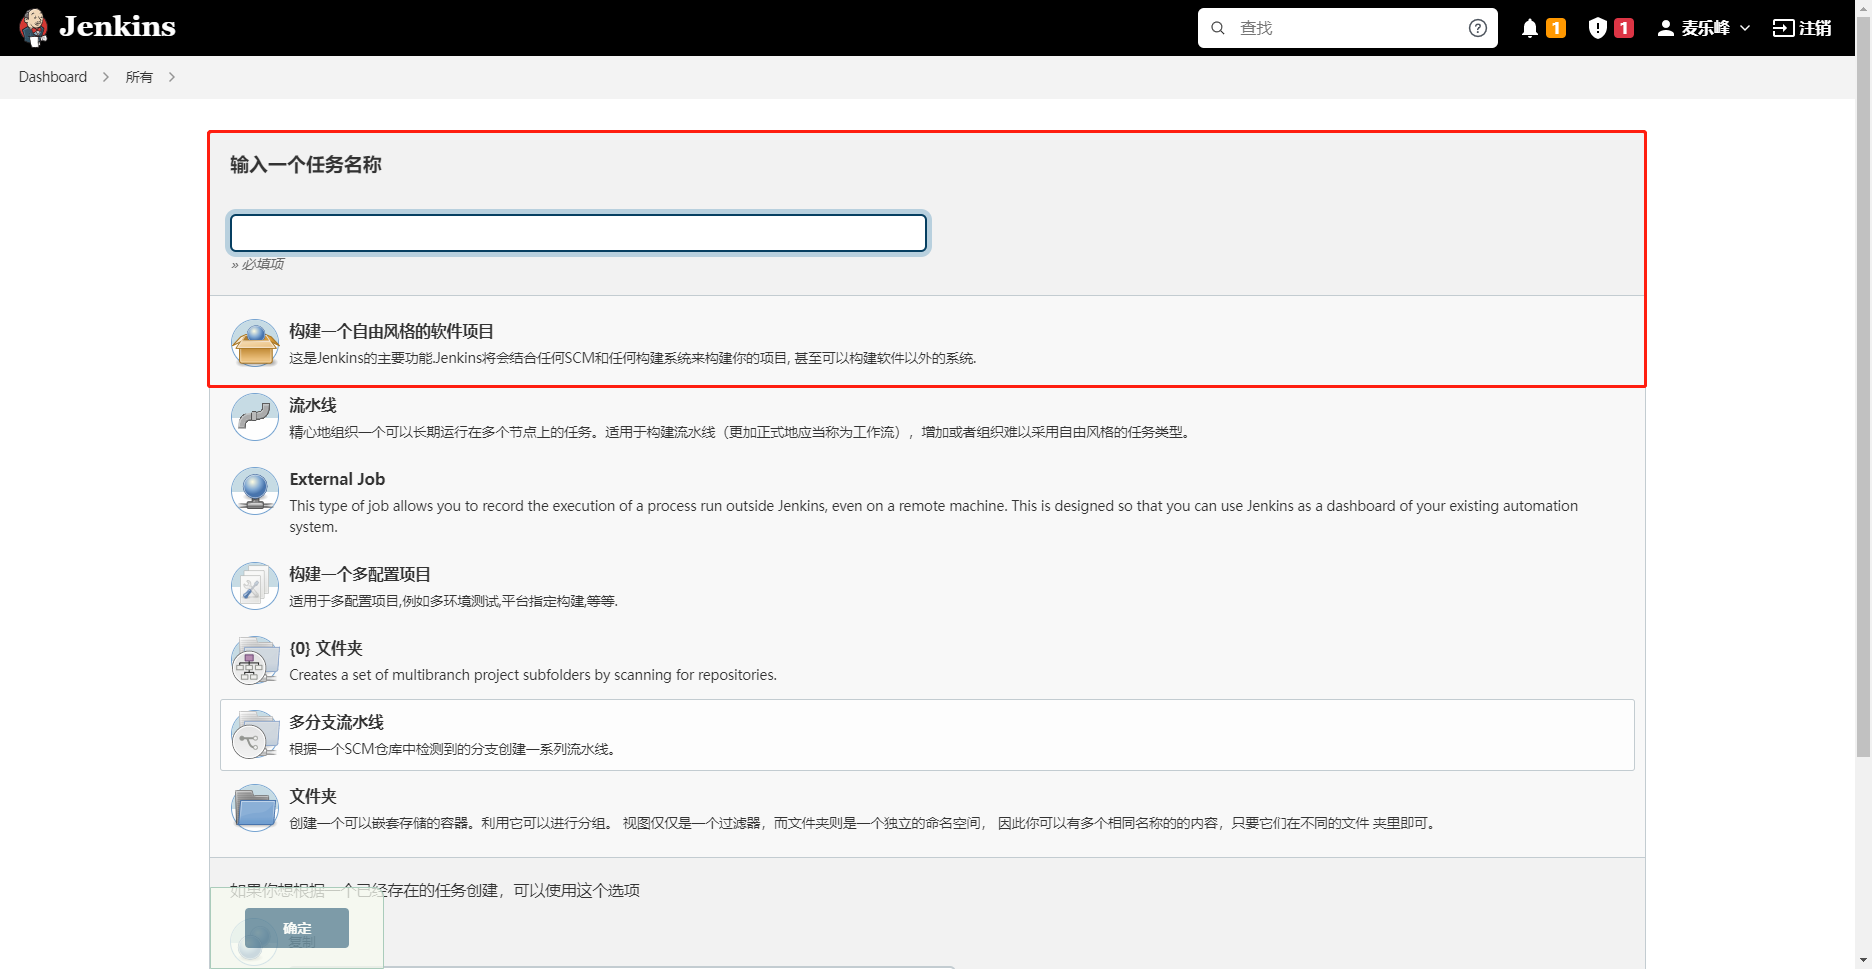 Jenkins
查找
1
1
麦乐峰
注销
Dashboard
所有
输入一个任务名称
» 必填项
构建一个自由风格的软件项目
这是Jenkins的主要功能.Jenkins将会结合任何SCM和任何构建系统来构建你的项目, 甚至可以构建软件以外的系统.
流水线
精心地组织一个可以长期运行在多个节点上的任务。适用于构建流水线（更加正式地应当称为工作流），增加或者组织难以采用自由风格的任务类型。
External Job
This type of job allows you to record the execution of a process run outside Jenkins, even on a remote machine. This is designed so that you can use Jenkins as a dashboard of your existing automation
system.
构建一个多配置项目
适用于多配置项目,例如多环境测试,平台指定构建,等等.
{0} 文件夹
Creates a set of multibranch project subfolders by scanning for repositories.
多分支流水线
根据一个SCM仓库中检测到的分支创建一系列流水线。
文件夹
创建一个可以嵌套存储的容器。利用它可以进行分组。 视图仅仅是一个过滤器，而文件夹则是一个独立的命名空间， 因此你可以有多个相同名称的的内容，只要它们在不同的文件 夹里即可。
如果你想根据一个已经存在的任务创建，可以使用这个选项
确定
复制